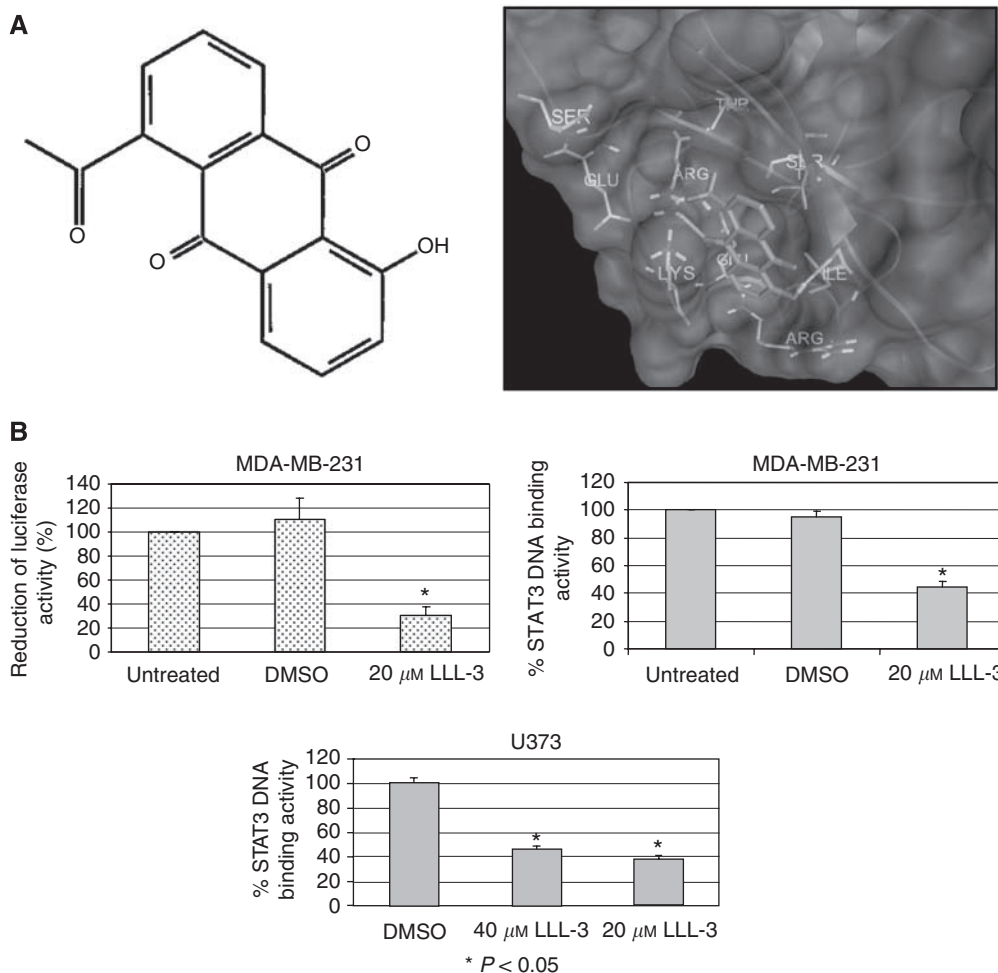 A
O
O
O
OH
SER
THR
GLU
ARG
SER
LYS
GLU
ILE
ARG
B
MDA-MB-231
Reduction of luciferase
activity (%)
140
120
100
80
60
40
20
0
*
Untreated DMSO 20 μM LLL-3
MDA-MB-231
% STAT3 DNA binding
activity
120
100
80
60
40
20
0
*
Untreated DMSO 20 μM LLL-3
U373
% STAT3 DNA
binding activity
120
100
80
60
40
20
0
*
*
DMSO 40 μM LLL-3 20 μM LLL-3
* P < 0.05